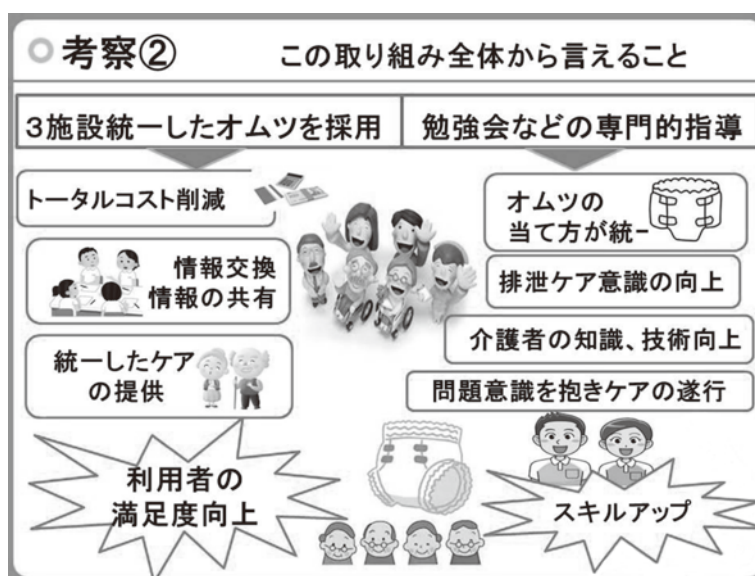 考察② この取り組み全体から言えること
3施設統一したオムツを採用
勉強会などの専門的指導
トータルコスト削減
情報交換
情報の共有
統一したケア
の提供
利用者の
満足度向上
オムツの
当て方が統一
排泄ケア意識の向上
介護者の知識、技術向上
問題意識を抱きケアの遂行
スキルアップ